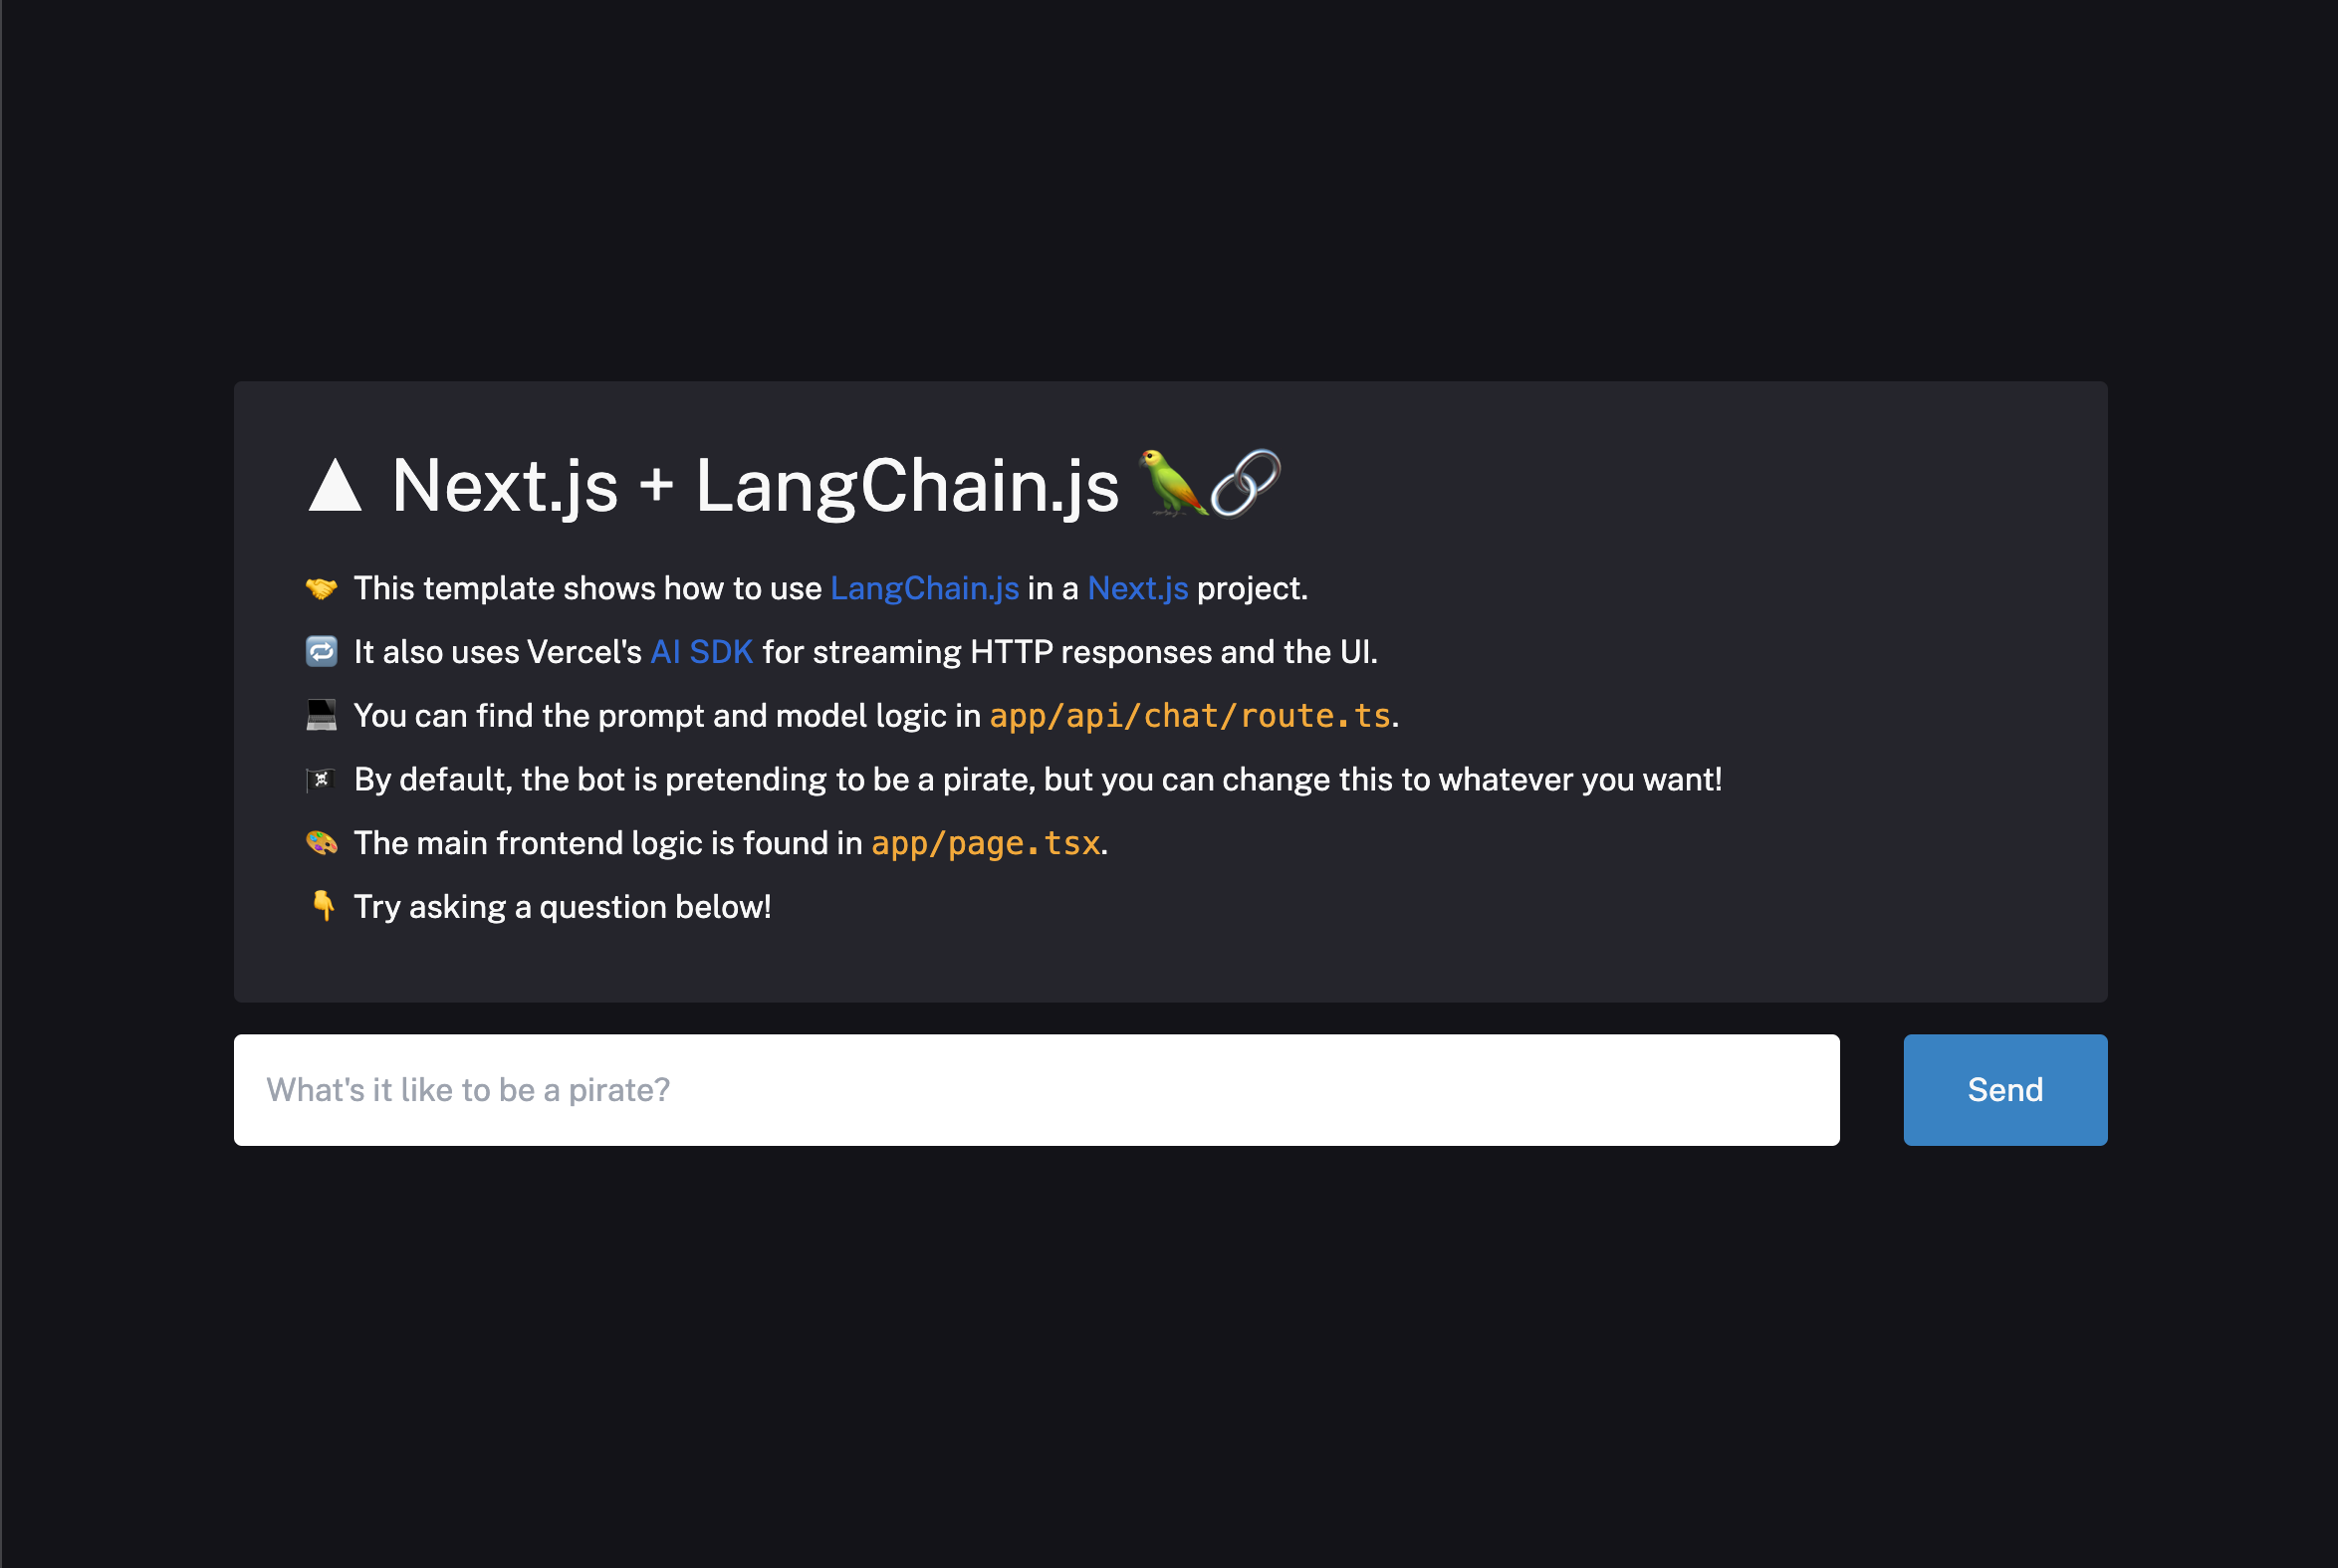 ▲ Next.js + LangChain.js 🦜🔗
🤝 This template shows how to use LangChain.js in a Next.js project.
🔁 It also uses Vercel's AI SDK for streaming HTTP responses and the UI.
💻 You can find the prompt and model logic in app/api/chat/route.ts.
🏴‍☠️ By default, the bot is pretending to be a pirate, but you can change this to whatever you want!
🎨 The main frontend logic is found in app/page.tsx.
👇 Try asking a question below!
What's it like to be a pirate?
Send